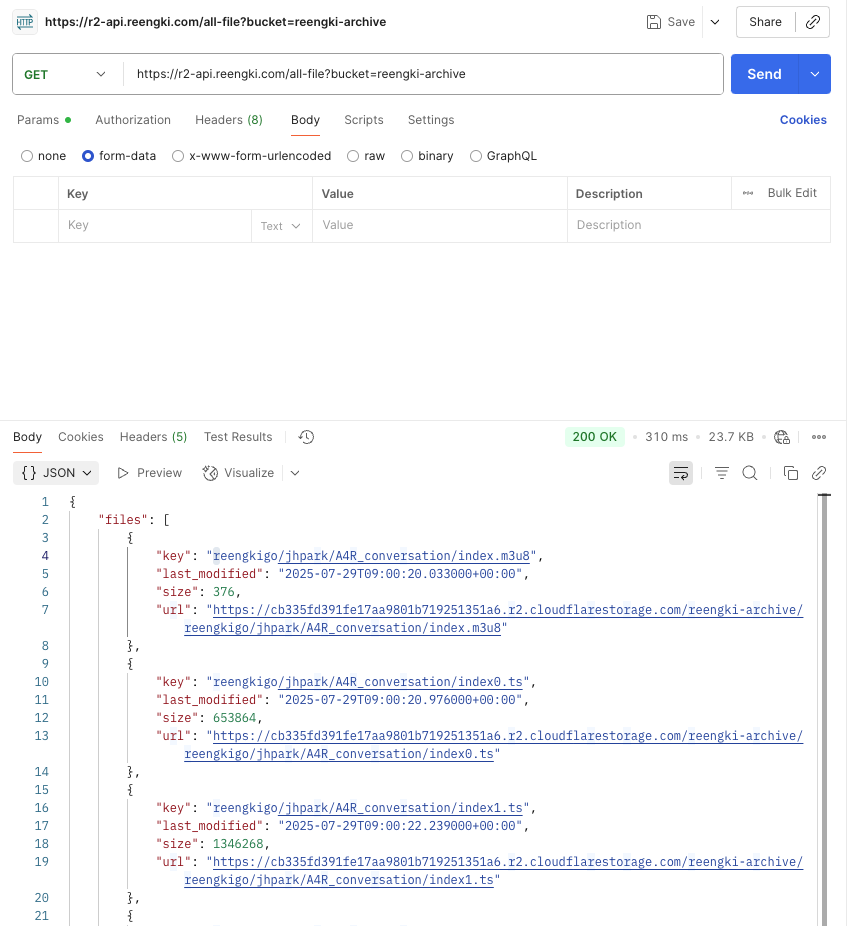 HTTP https://r2-api.reengki.com/all-file?bucket=reengki-archive Save Share
GET https://r2-api.reengki.com/all-file?bucket=reengki-archive Send
Params Authorization Headers (8) Body Scripts Settings Cookies
none form-data x-www-form-urlencoded raw binary GraphQL
Key Value Description Bulk Edit
Key Text Value Description
Body Cookies Headers (5) Test Results 200 OK 310 ms 23.7 KB
{} JSON Preview Visualize
1 {
2 "files": [
3 {
4 "key": "reengkigo/jhpark/A4R_conversation/index.m3u8",
5 "last_modified": "2025-07-29T09:00:20.033000+00:00",
6 "size": 376,
7 "url": "https://cb335fd391fe17aa9801b719251351a6.r2.cloudflarestorage.com/reengki-archive/
reengkigo/jhpark/A4R_conversation/index.m3u8"
8 },
9 {
10 "key": "reengkigo/jhpark/A4R_conversation/index0.ts",
11 "last_modified": "2025-07-29T09:00:20.976000+00:00",
12 "size": 653864,
13 "url": "https://cb335fd391fe17aa9801b719251351a6.r2.cloudflarestorage.com/reengki-archive/
reengkigo/jhpark/A4R_conversation/index0.ts"
14 },
15 {
16 "key": "reengkigo/jhpark/A4R_conversation/index1.ts",
17 "last_modified": "2025-07-29T09:00:22.239000+00:00",
18 "size": 1346268,
19 "url": "https://cb335fd391fe17aa9801b719251351a6.r2.cloudflarestorage.com/reengki-archive/
reengkigo/jhpark/A4R_conversation/index1.ts"
20 },
21 {